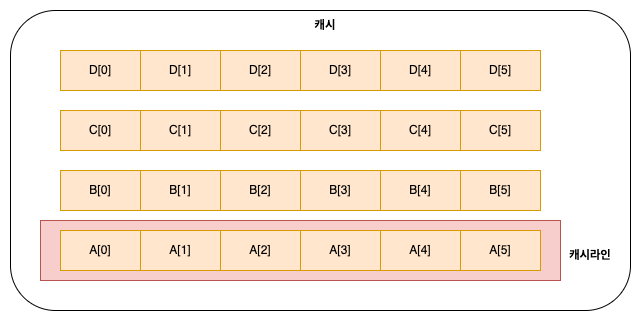 캐시
D[0] D[1] D[2] D[3] D[4] D[5]
C[0] C[1] C[2] C[3] C[4] C[5]
B[0] B[1] B[2] B[3] B[4] B[5]
A[0] A[1] A[2] A[3] A[4] A[5]
캐시라인